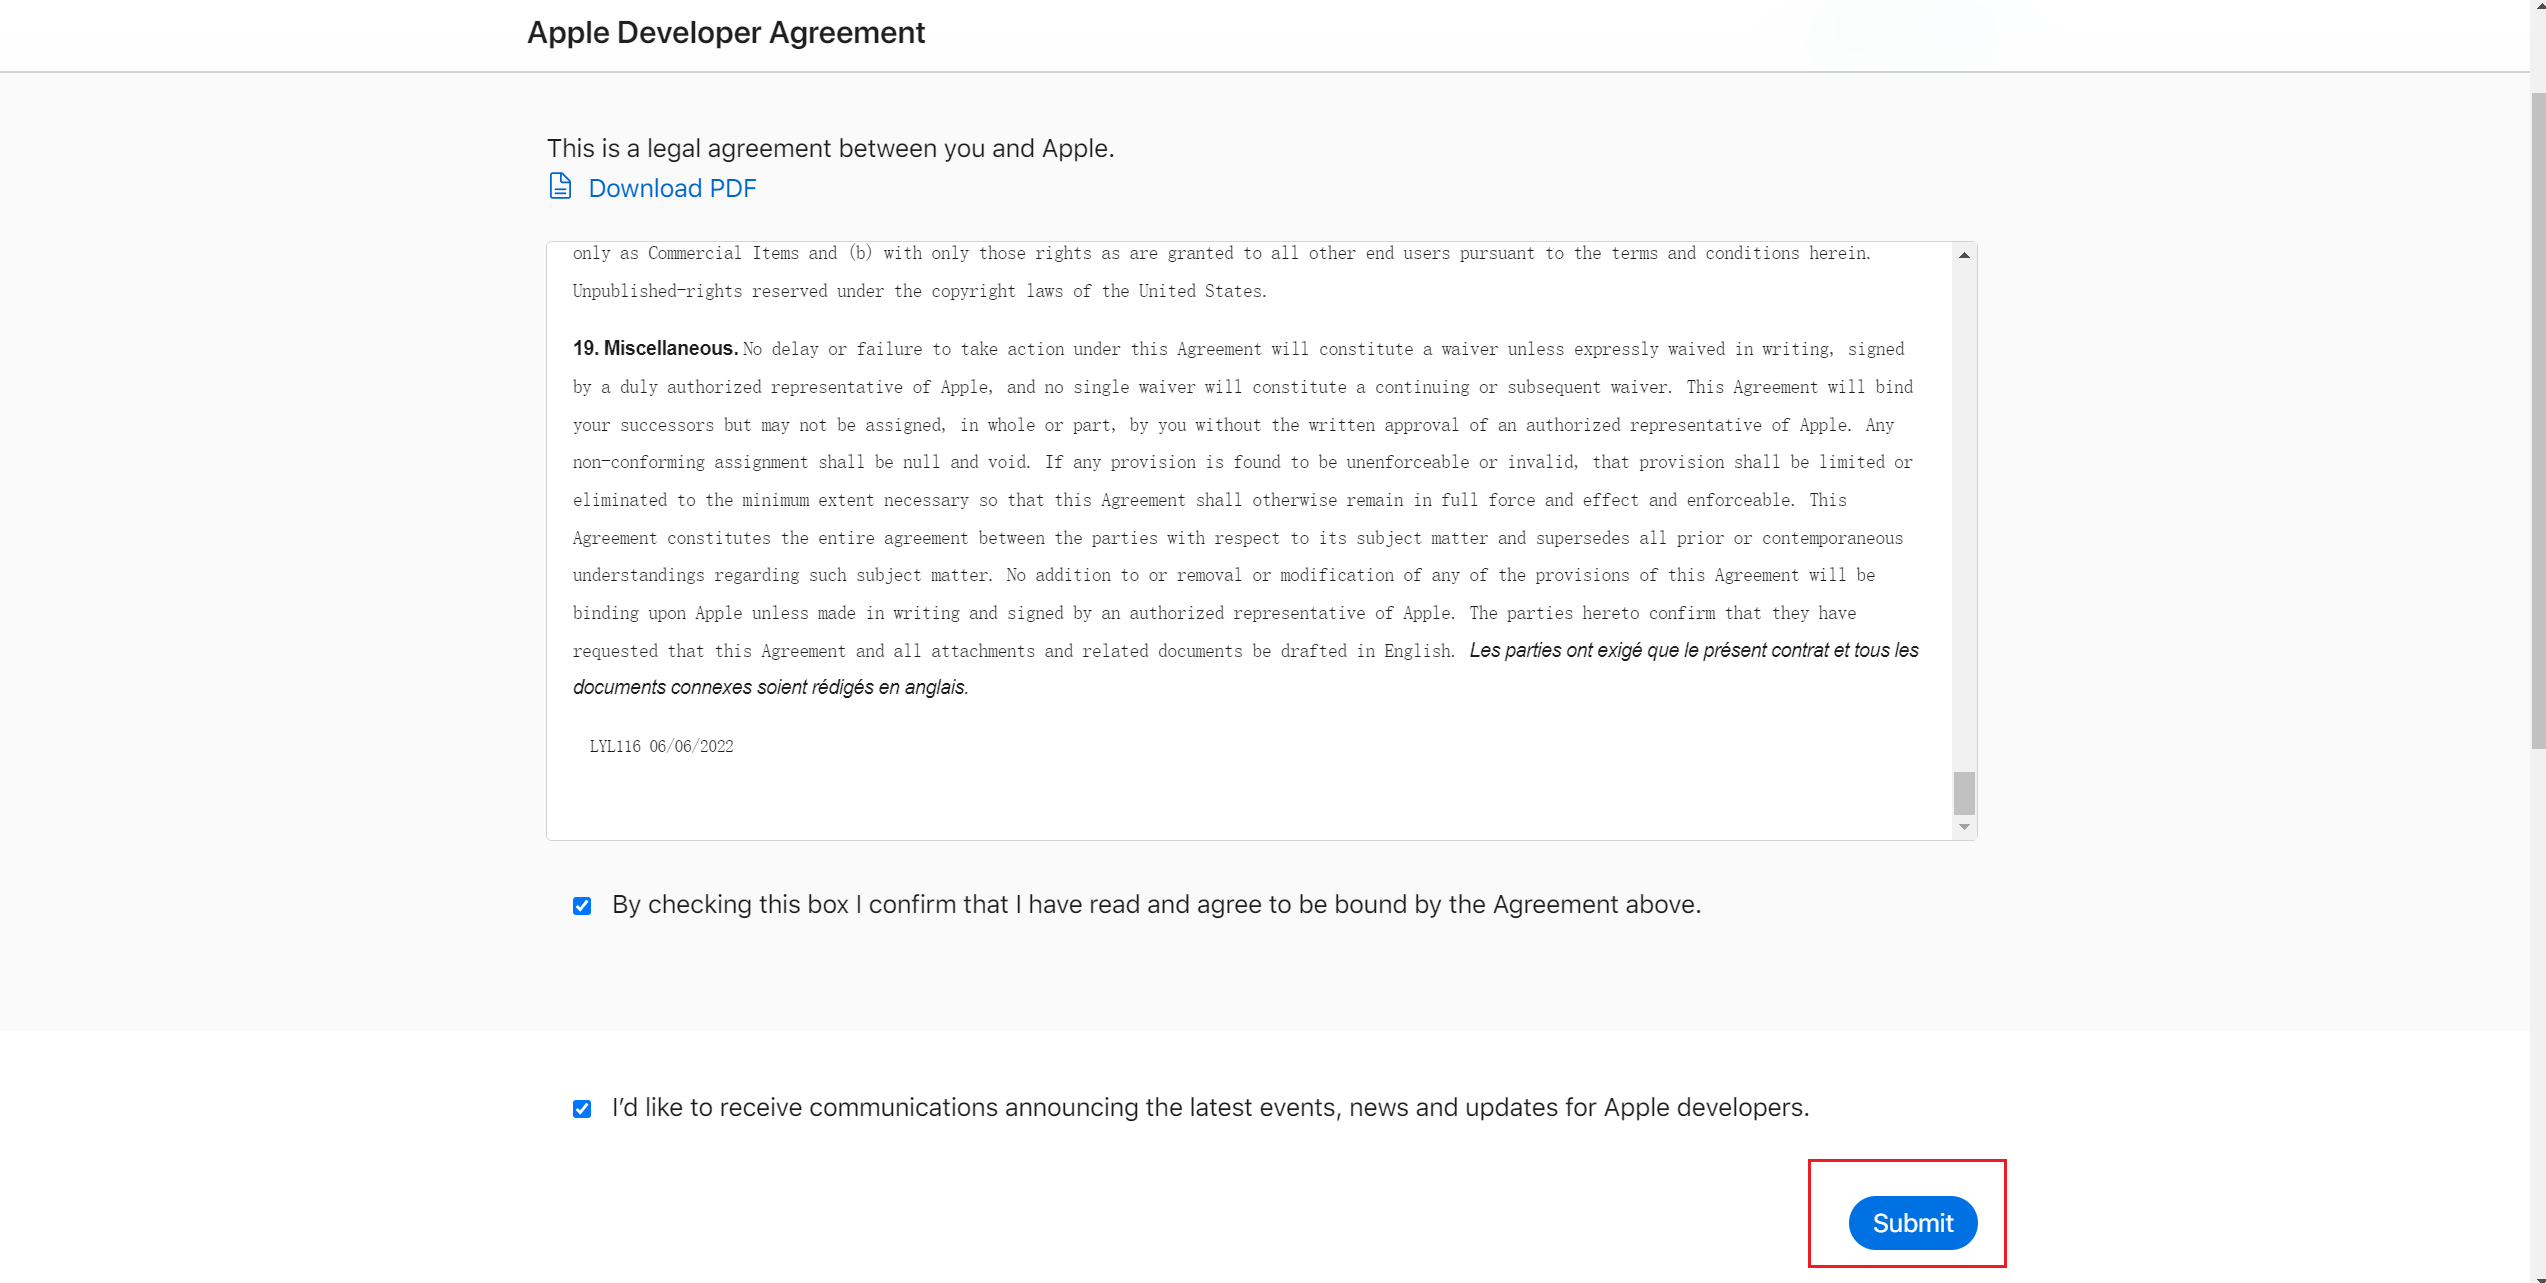 Apple Developer Agreement
This is a legal agreement between you and Apple.
Download PDF
only as Commercial Items and (b) with only those rights as are granted to all other end users pursuant to the terms and conditions herein.
Unpublished-rights reserved under the copyright laws of the United States.
19. Miscellaneous. No delay or failure to take action under this Agreement will constitute a waiver unless expressly waived in writing, signed
by a duly authorized representative of Apple, and no single waiver will constitute a continuing or subsequent waiver. This Agreement will bind
your successors but may not be assigned, in whole or part, by you without the written approval of an authorized representative of Apple. Any
non-conforming assignment shall be null and void. If any provision is found to be unenforceable or invalid, that provision shall be limited or
eliminated to the minimum extent necessary so that this Agreement shall otherwise remain in full force and effect and enforceable. This
Agreement constitutes the entire agreement between the parties with respect to its subject matter and supersedes all prior or contemporaneous
understandings regarding such subject matter. No addition to or removal or modification of any of the provisions of this Agreement will be
binding upon Apple unless made in writing and signed by an authorized representative of Apple. The parties hereto confirm that they have
requested that this Agreement and all attachments and related documents be drafted in English. Les parties ont exigé que le présent contrat et tous les
documents connexes soient rédigés en anglais.
LYL116 06/06/2022
By checking this box I confirm that I have read and agree to be bound by the Agreement above.
I’d like to receive communications announcing the latest events, news and updates for Apple developers.
Submit